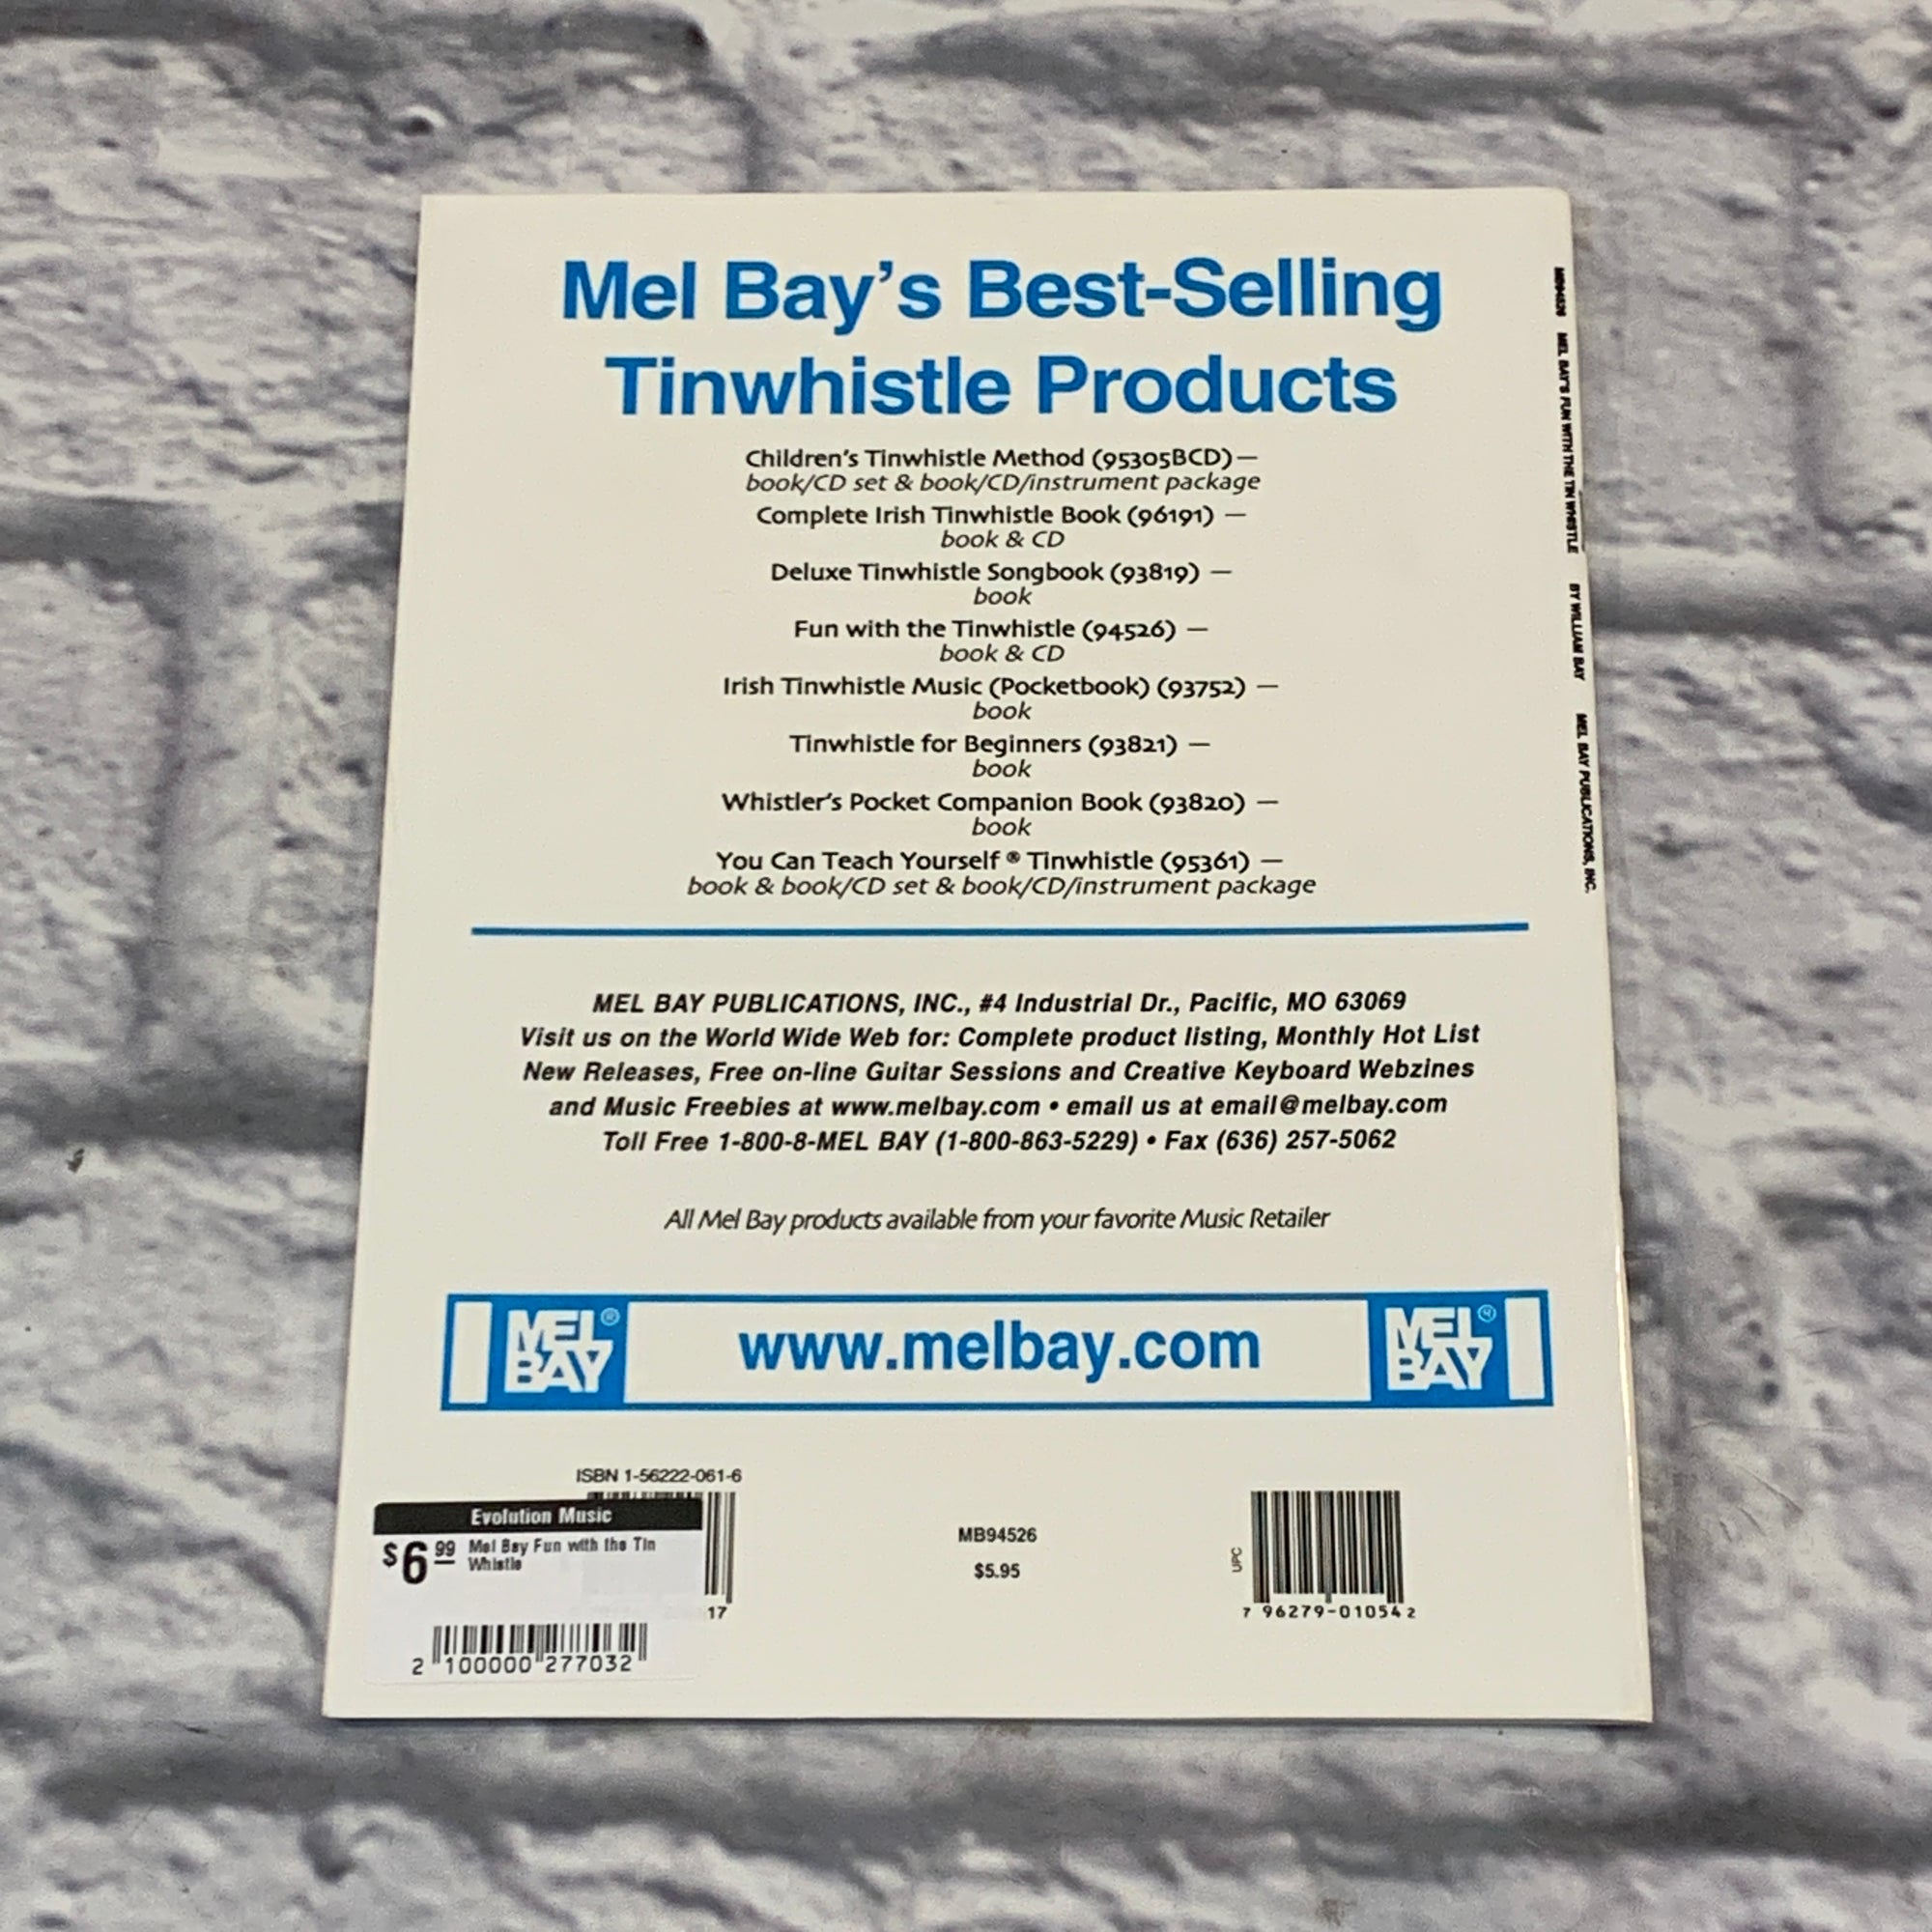 Mel Bay's Best-Selling
Tinwhistle Products
Children's Tinwhistle Method (95305BCD)—
book/CD set & book/CD/instrument package
Complete Irish Tinwhistle Book (96191) —
book & CD
Deluxe Tinwhistle Songbook (93819) —
book
Fun with the Tinwhistle (94526) —
book & CD
Irish Tinwhistle Music (Pocketbook) (93752) —
book
Tinwhistle for Beginners (93821) —
book
Whistler's Pocket Companion Book (93820) —
book
You Can Teach Yourself ® Tinwhistle (95361) —
book & book/CD set & book/CD/instrument package
MEL BAY PUBLICATIONS, INC., #4 Industrial Dr., Pacific, MO 63069
Visit us on the World Wide Web for: Complete product listing, Monthly Hot List
New Releases, Free on-line Guitar Sessions and Creative Keyboard Webzines
and Music Freebies at www.melbay.com • email us at email@melbay.com
Toll Free 1-800-8-MEL BAY (1-800-863-5229) • Fax (636) 257-5062
All Mel Bay products available from your favorite Music Retailer
MEL BAY®
www.melbay.com
MEL BAY®
ISBN 1-56222-061-6
Evolution Music
$6 99 Mel Bay Fun with the Tin
Whistle
17
2 100000 277032
MB94526
$5.95
UPC
7 96279-01054 2
MB94526 MEL BAY'S FUN WITH THE TIN WHISTLE BY WILLIAM BAY MEL BAY PUBLICATIONS, INC.